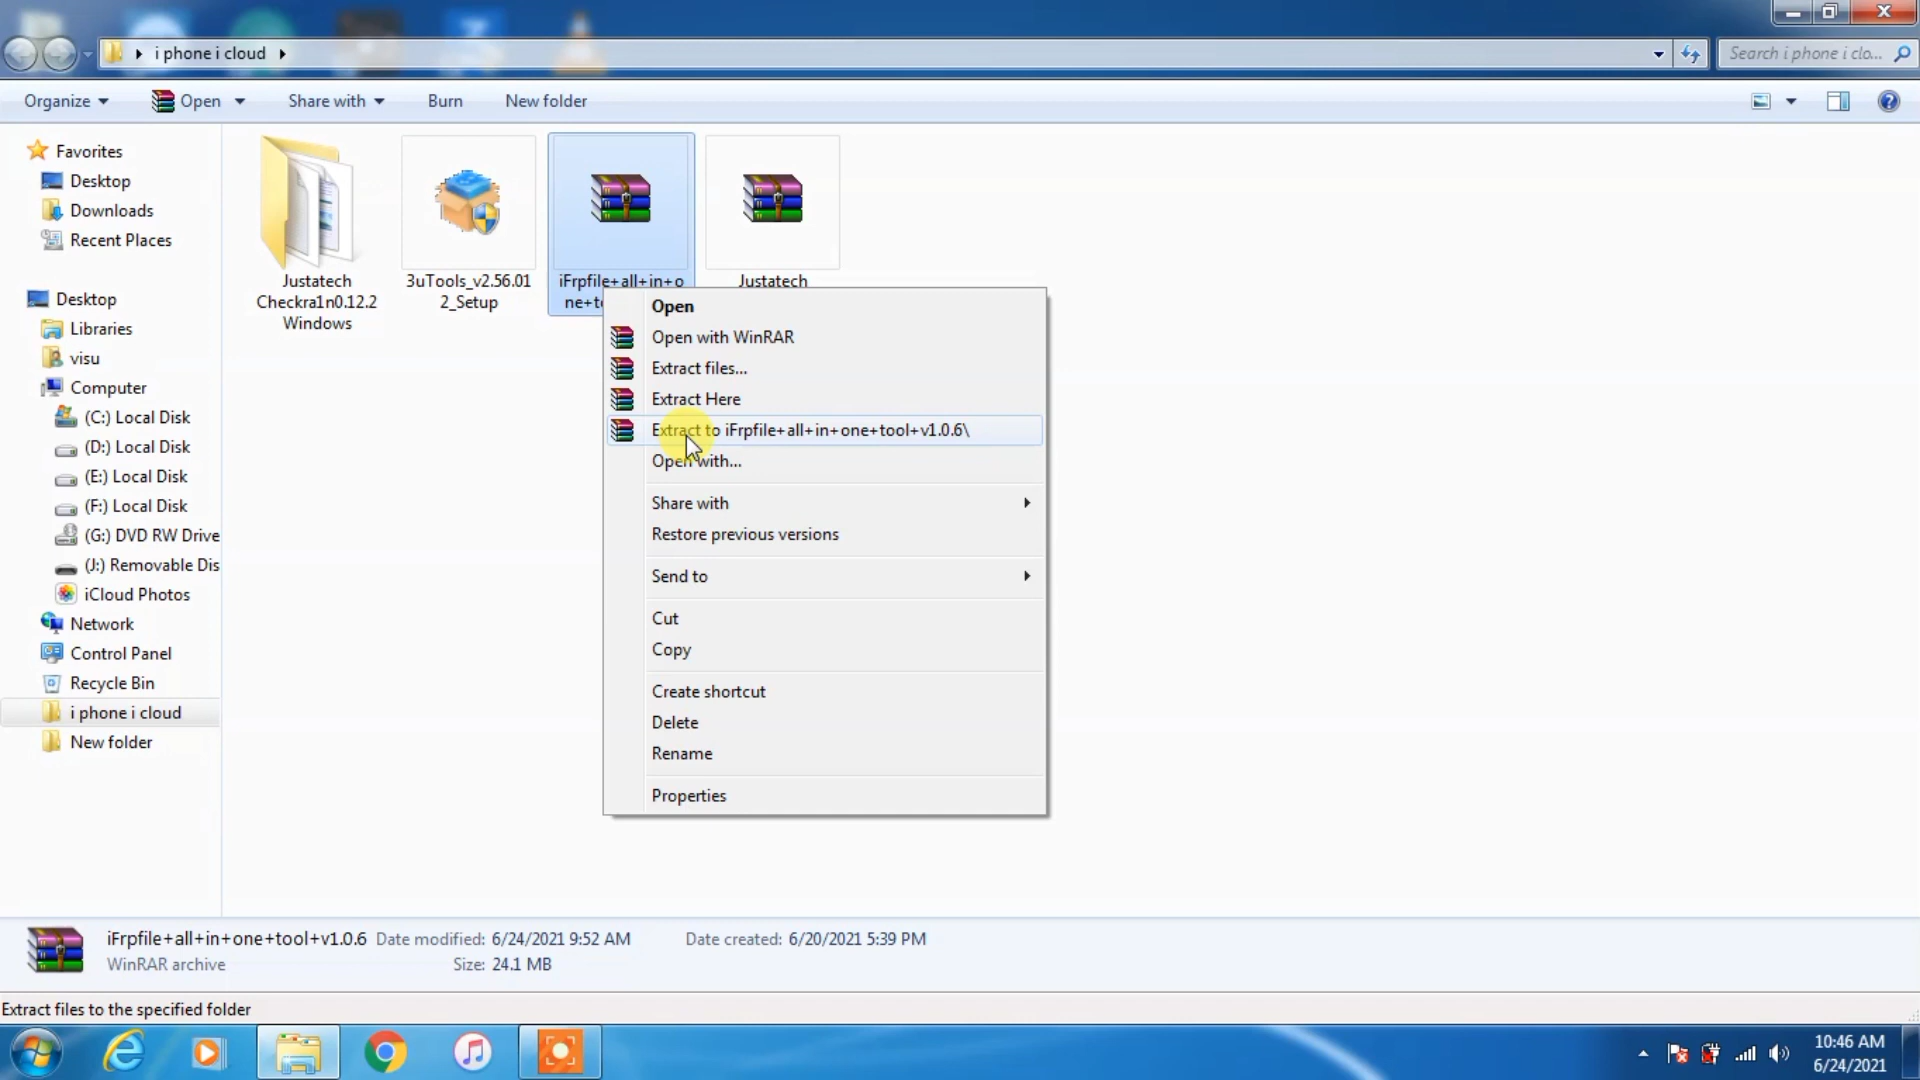 i phone i cloud
Search i phone i clo...
Organize
Open
Share with
Burn
New folder
Favorites
Desktop
Downloads
Recent Places
Desktop
Libraries
visu
Computer
(C:) Local Disk
(D:) Local Disk
(E:) Local Disk
(F:) Local Disk
(G:) DVD RW Drive
(J:) Removable Dis
iCloud Photos
Network
Control Panel
Recycle Bin
i phone i cloud
New folder
Justatech
Checkra1n0.12.2
Windows
3uTools_v2.56.01
2_Setup
iFrpfile+all+in+o
ne+t
Justatech
Open
Open with WinRAR
Extract files...
Extract Here
Extract to iFrpfile+all+in+one+tool+v1.0.6\
Open with...
Share with
Restore previous versions
Send to
Cut
Copy
Create shortcut
Delete
Rename
Properties
iFrpfile+all+in+one+tool+v1.0.6 Date modified: 6/24/2021 9:52 AM Date created: 6/20/2021 5:39 PM
WinRAR archive Size: 24.1 MB
Extract files to the specified folder
10:46 AM
6/24/2021